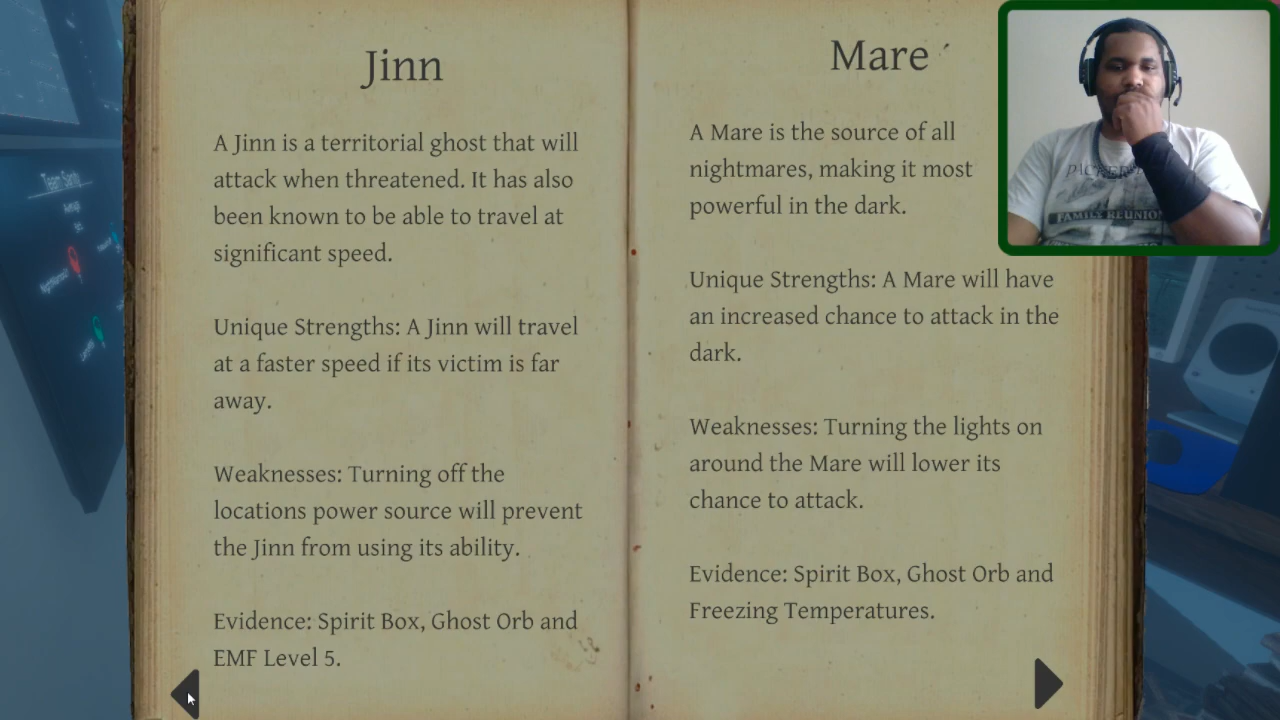 Jinn
A Jinn is a territorial ghost that will
attack when threatened. It has also
been known to be able to travel at
significant speed.
Unique Strengths: A Jinn will travel
at a faster speed if its victim is far
away.
Weaknesses: Turning off the
locations power source will prevent
the Jinn from using its ability.
Evidence: Spirit Box, Ghost Orb and
EMF Level 5.
Mare
A Mare is the source of all
nightmares, making it most
powerful in the dark.
Unique Strengths: A Mare will have
an increased chance to attack in the
dark.
Weaknesses: Turning the lights on
around the Mare will lower its
chance to attack.
Evidence: Spirit Box, Ghost Orb and
Freezing Temperatures.
Team Sanity
FAMILY REUNION